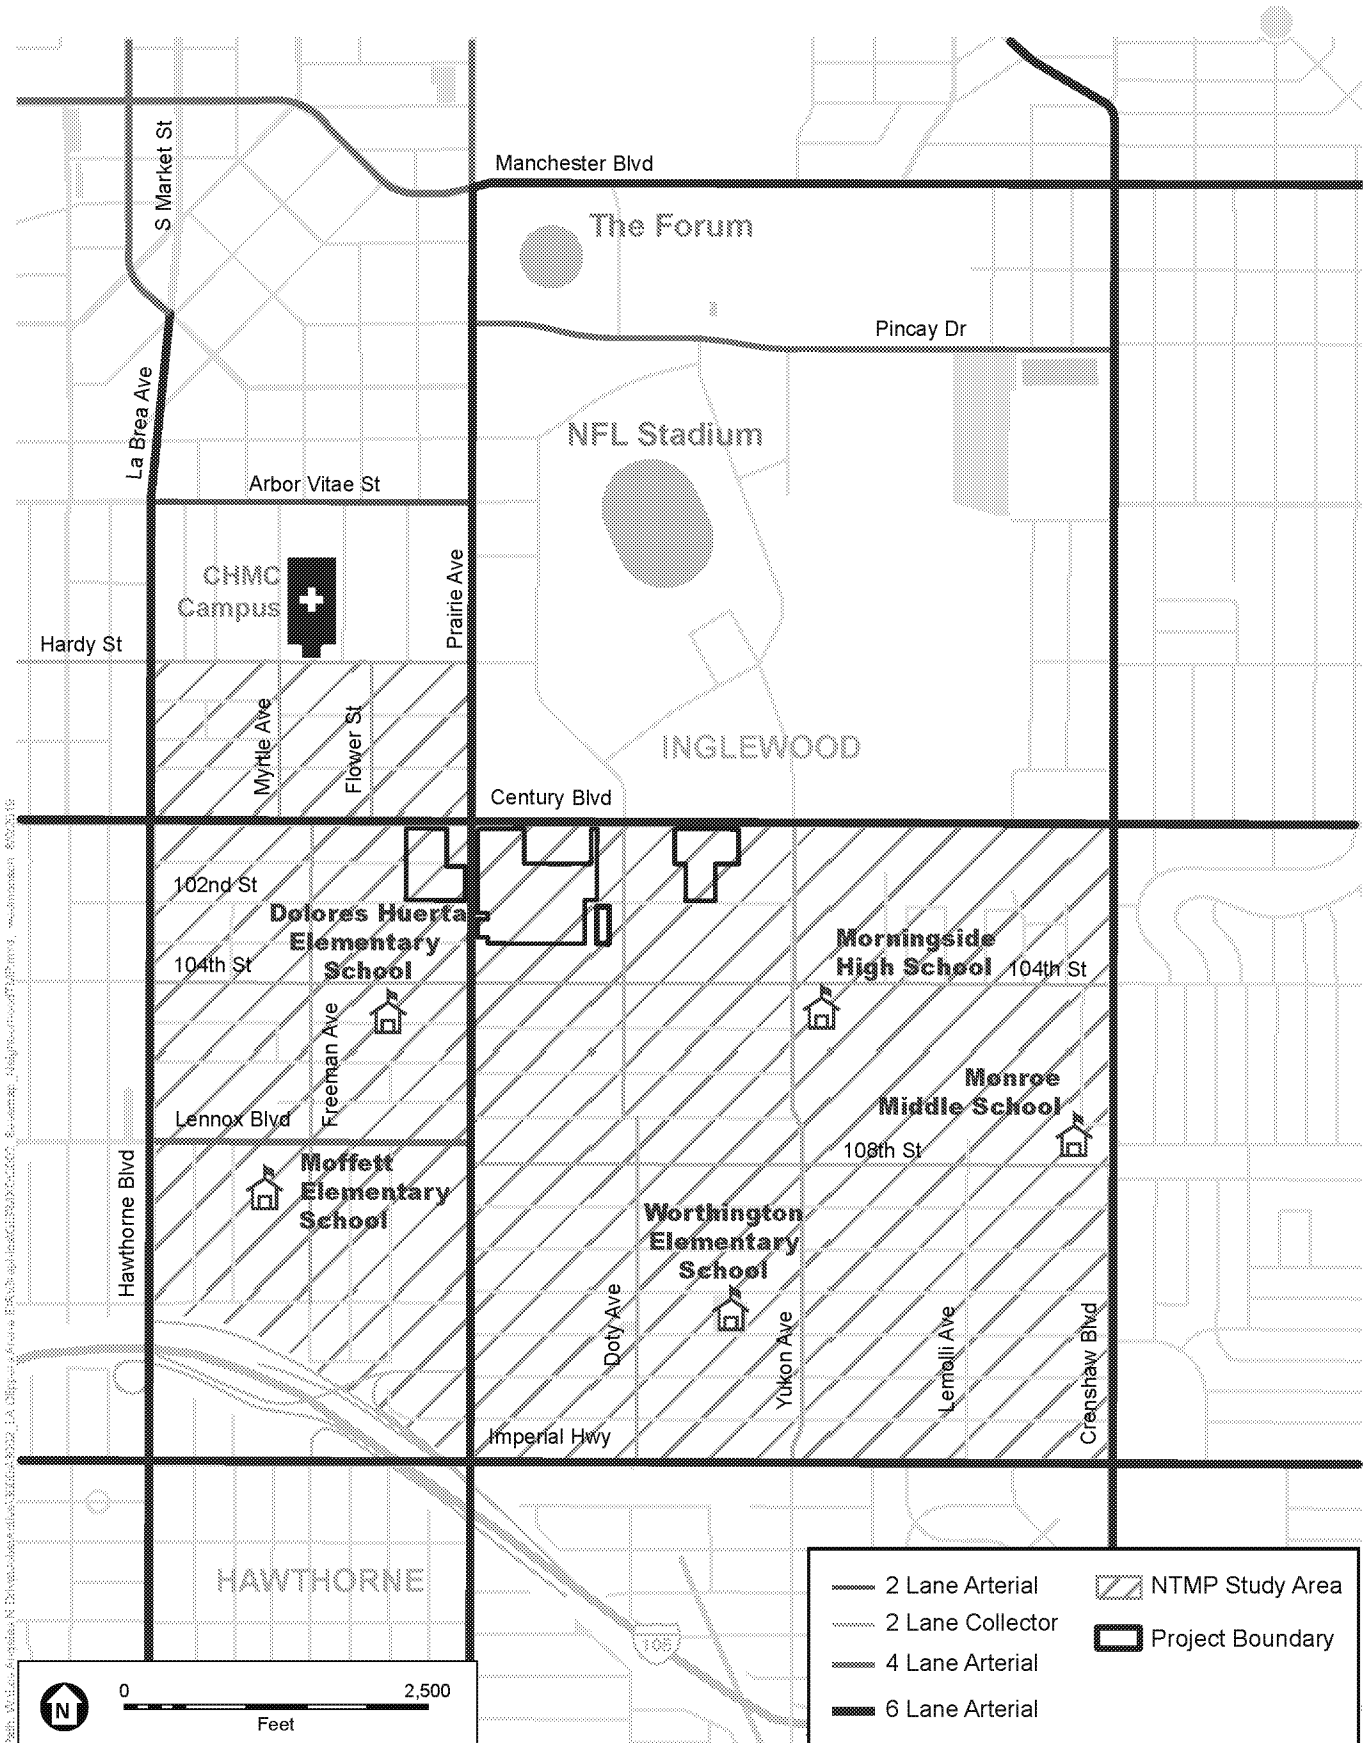 Manchester Blvd
S Market St
The Forum
Pincay Dr
La Brea Ave
NFL Stadium
Arbor Vitae St
CHMC
Campus
Prairie Ave
Hardy St
Myrtle Ave
Flower St
INGLEWOOD
Century Blvd
102nd St
Dolores Huerta
Elementary
School
104th St
Morningside
High School
104th St
Freeman Ave
Monroe
Middle School
Lennox Blvd
108th St
Moffett
Elementary
School
Hawthorne Blvd
Worthington
Elementary
School
Doty Ave
Yukon Ave
Lemolli Ave
Crenshaw Blvd
Imperial Hwy
HAWTHORNE
105
2 Lane Arterial
2 Lane Collector
4 Lane Arterial
6 Lane Arterial
NTMP Study Area
Project Boundary
N
0 2,500
Feet